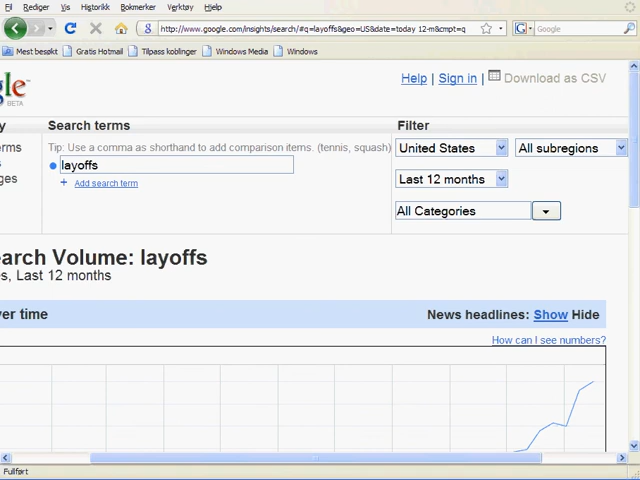 Fil Rediger Vis Historikk Bokmerker Verktøy Hjelp
http://www.google.com/insights/search/#q=layoffs&geo=US&date=today 12-m&cmpt=q
Google
Mest besøkt Gratis Hotmail Tilpass koblinger Windows Media Windows
gle™
BETA
Help | Sign in | Download as CSV
y Search terms Filter
erms Tip: Use a comma as shorthand to add comparison items. (tennis, squash)
s layoffs
ges + Add search term
United States All subregions
Last 12 months
All Categories
earch Volume: layoffs
es, Last 12 months
ver time News headlines: Show Hide
How can I see numbers?
Fullført